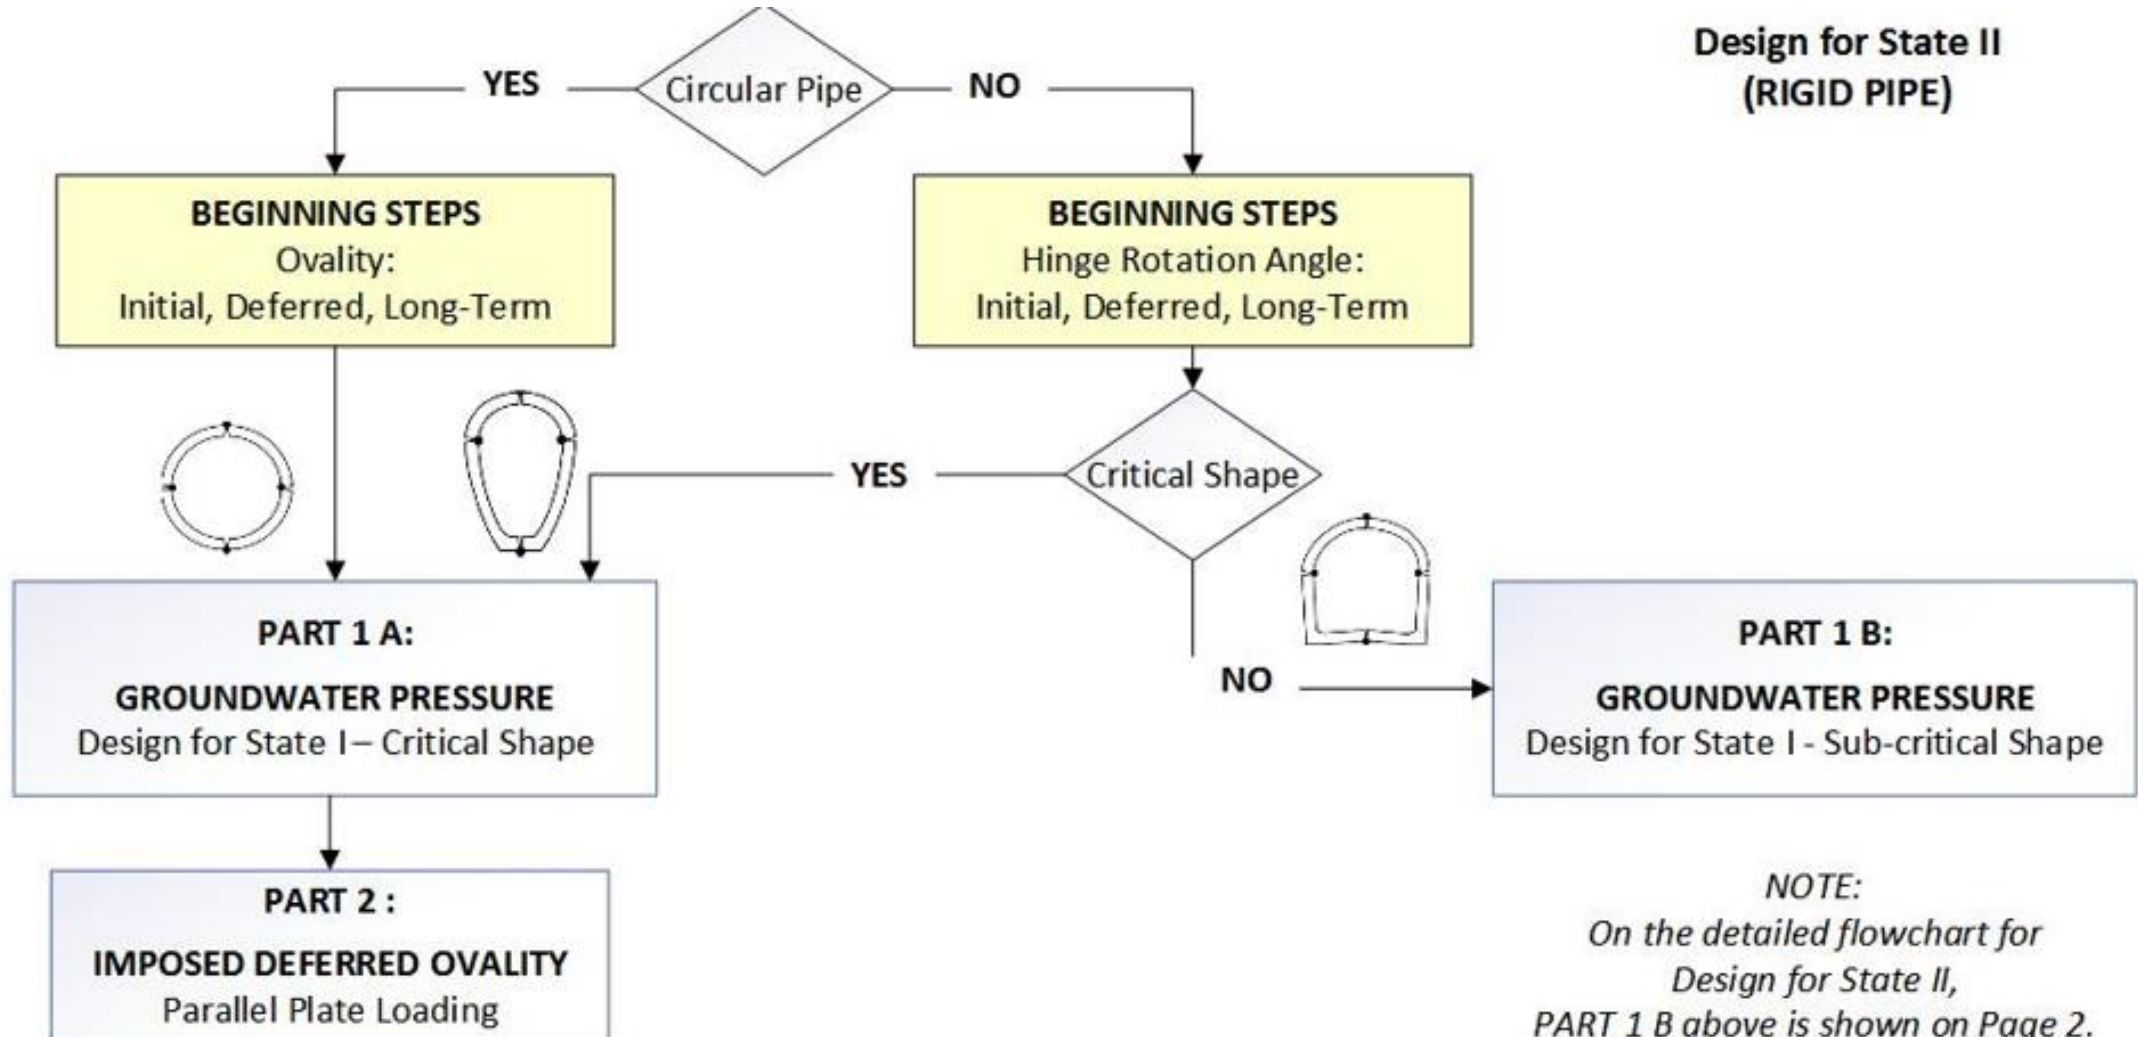 Design for State II
(RIGID PIPE)
Circular Pipe
YES
NO
BEGINNING STEPS
Ovality:
Initial, Deferred, Long-Term
BEGINNING STEPS
Hinge Rotation Angle:
Initial, Deferred, Long-Term
Critical Shape
YES
NO
PART 1 A:
GROUNDWATER PRESSURE
Design for State I – Critical Shape
PART 1 B:
GROUNDWATER PRESSURE
Design for State I - Sub-critical Shape
PART 2 :
IMPOSED DEFERRED OVALITY
Parallel Plate Loading
NOTE:
On the detailed flowchart for
Design for State II,
PART 1 B above is shown on Page 2.